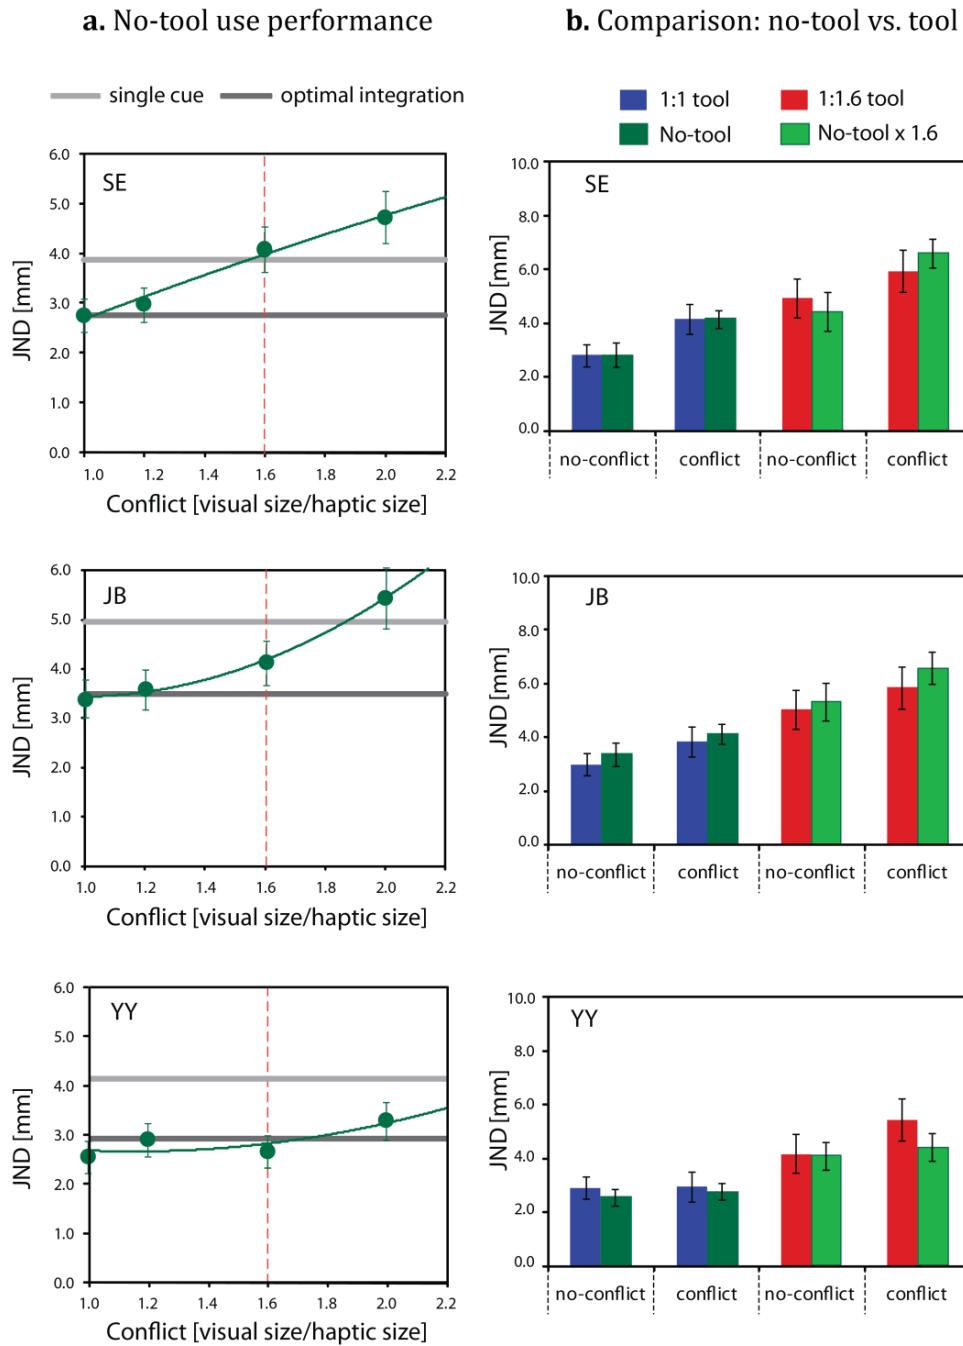 a. No-tool use performance
b. Comparison: no-tool vs. tool
single cue
optimal integration
1:1 tool
1:1.6 tool
No-tool
No-tool x 1.6
SE
JND [mm]
6.0
5.0
4.0
3.0
2.0
1.0
0.0
1.0 1.2 1.4 1.6 1.8 2.0 2.2
Conflict [visual size/haptic size]
SE
JND [mm]
10.0
8.0
6.0
4.0
2.0
0.0
no-conflict conflict no-conflict conflict
JB
JND [mm]
6.0
5.0
4.0
3.0
2.0
1.0
0.0
1.0 1.2 1.4 1.6 1.8 2.0 2.2
Conflict [visual size/haptic size]
JB
JND [mm]
10.0
8.0
6.0
4.0
2.0
0.0
no-conflict conflict no-conflict conflict
YY
JND [mm]
6.0
5.0
4.0
3.0
2.0
1.0
0.0
1.0 1.2 1.4 1.6 1.8 2.0 2.2
Conflict [visual size/haptic size]
YY
JND [mm]
10.0
8.0
6.0
4.0
2.0
0.0
no-conflict conflict no-conflict conflict